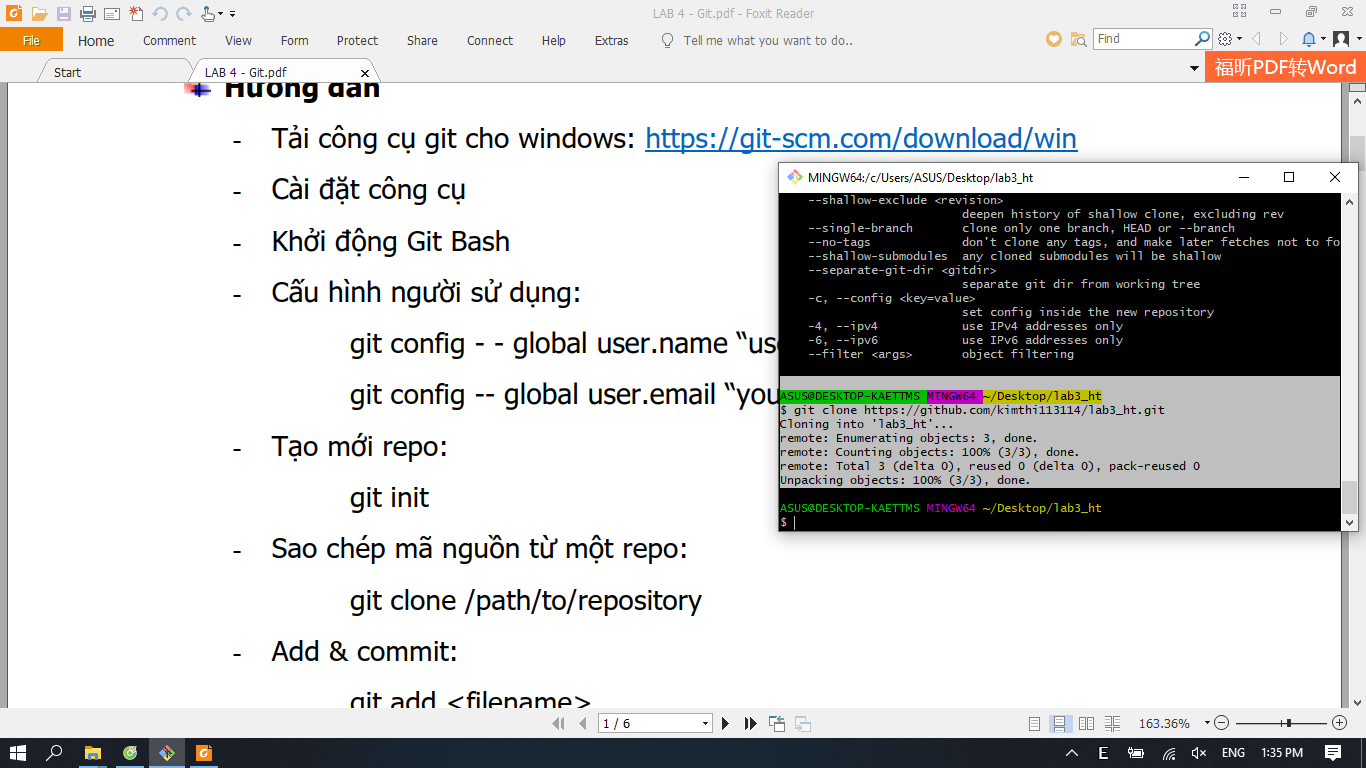 LAB 4 - Git.pdf - Foxit Reader
File Home Comment View Form Protect Share Connect Help Extras Tell me what you want to do.. Find
Start LAB 4 - Git.pdf 福昕PDF转Word
Hướng dẫn
- Tải công cụ git cho windows: https://git-scm.com/download/win
- Cài đặt công cụ
- Khởi động Git Bash
- Cấu hình người sử dụng:
git config - - global user.name “use
git config -- global user.email “you
- Tạo mới repo:
git init
- Sao chép mã nguồn từ một repo:
git clone /path/to/repository
- Add & commit:
git add <filename>
MINGW64:/c/Users/ASUS/Desktop/lab3_ht
--shallow-exclude <revision>
deepen history of shallow clone, excluding rev
--single-branch clone only one branch, HEAD or --branch
--no-tags don't clone any tags, and make later fetches not to fo
--shallow-submodules any cloned submodules will be shallow
--separate-git-dir <gitdir>
separate git dir from working tree
-c, --config <key=value>
set config inside the new repository
-4, --ipv4 use IPv4 addresses only
-6, --ipv6 use IPv6 addresses only
--filter <args> object filtering
ASUS@DESKTOP-KAETTMS MINGW64 ~/Desktop/lab3_ht
$ git clone https://github.com/kimthi113114/lab3_ht.git
Cloning into 'lab3_ht'...
remote: Enumerating objects: 3, done.
remote: Counting objects: 100% (3/3), done.
remote: Total 3 (delta 0), reused 0 (delta 0), pack-reused 0
Unpacking objects: 100% (3/3), done.
ASUS@DESKTOP-KAETTMS MINGW64 ~/Desktop/lab3_ht
$
1 / 6 163.36%
E ENG 1:35 PM